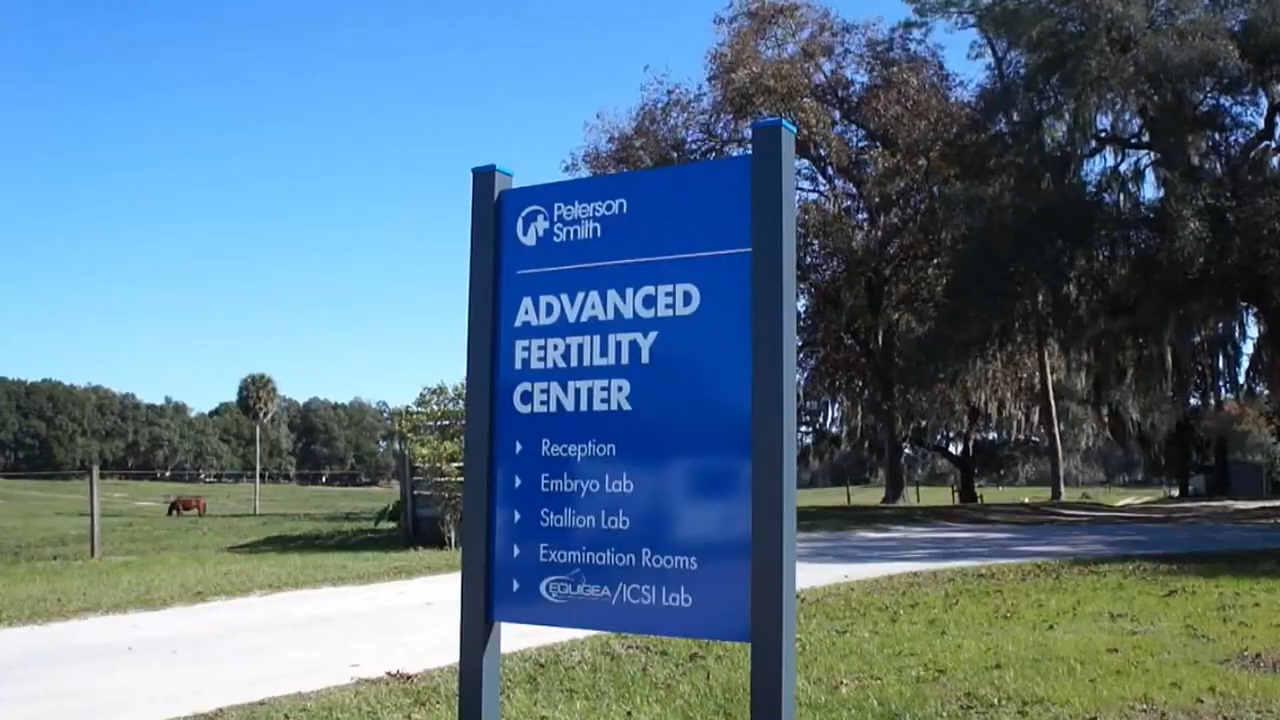 Peterson
Smith
ADVANCED
FERTILITY
CENTER
Reception
Embryo Lab
Stallion Lab
Examination Rooms
EQUIGEA/ICSI Lab